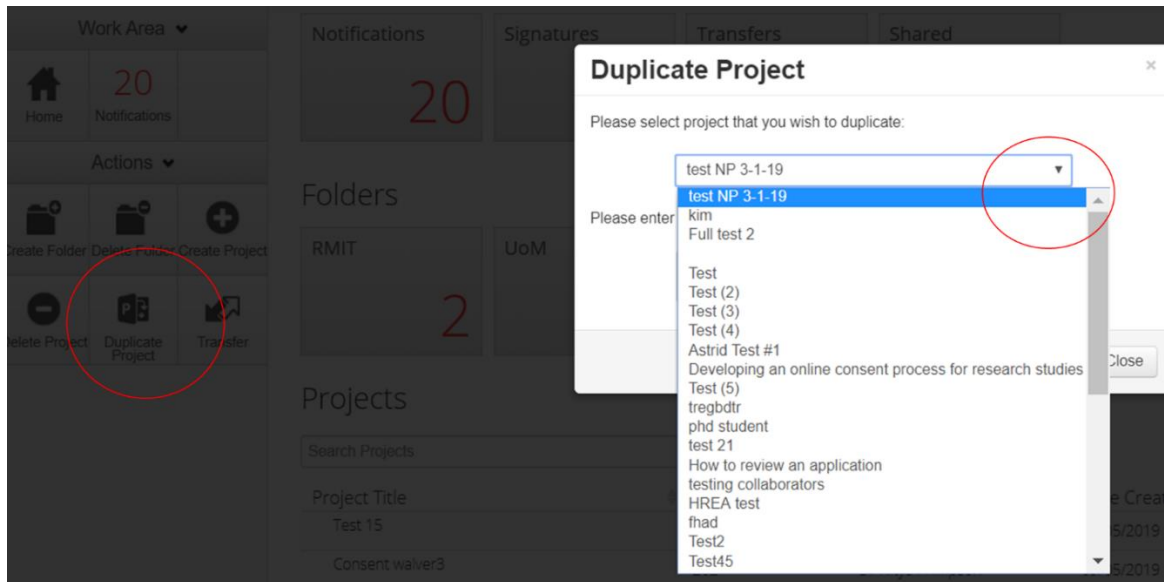 Work Area
Home
20
Notifications
Actions
Create Folder
Delete Folder
Create Project
Delete Project
Duplicate
Project
Transfer
Notifications
20
Signatures
Transfers
Shared
Folders
RMIT
2
UoM
Projects
Search Projects
Project Title
Test 15
Consent waiver3
Duplicate Project
×
Please select project that you wish to duplicate:
test NP 3-1-19
Please enter
test NP 3-1-19
kim
Full test 2
Test
Test (2)
Test (3)
Test (4)
Astrid Test #1
Developing an online consent process for research studies
Test (5)
tregbdtr
phd student
test 21
How to review an application
testing collaborators
HREA test
fhad
Test2
Test45
Close